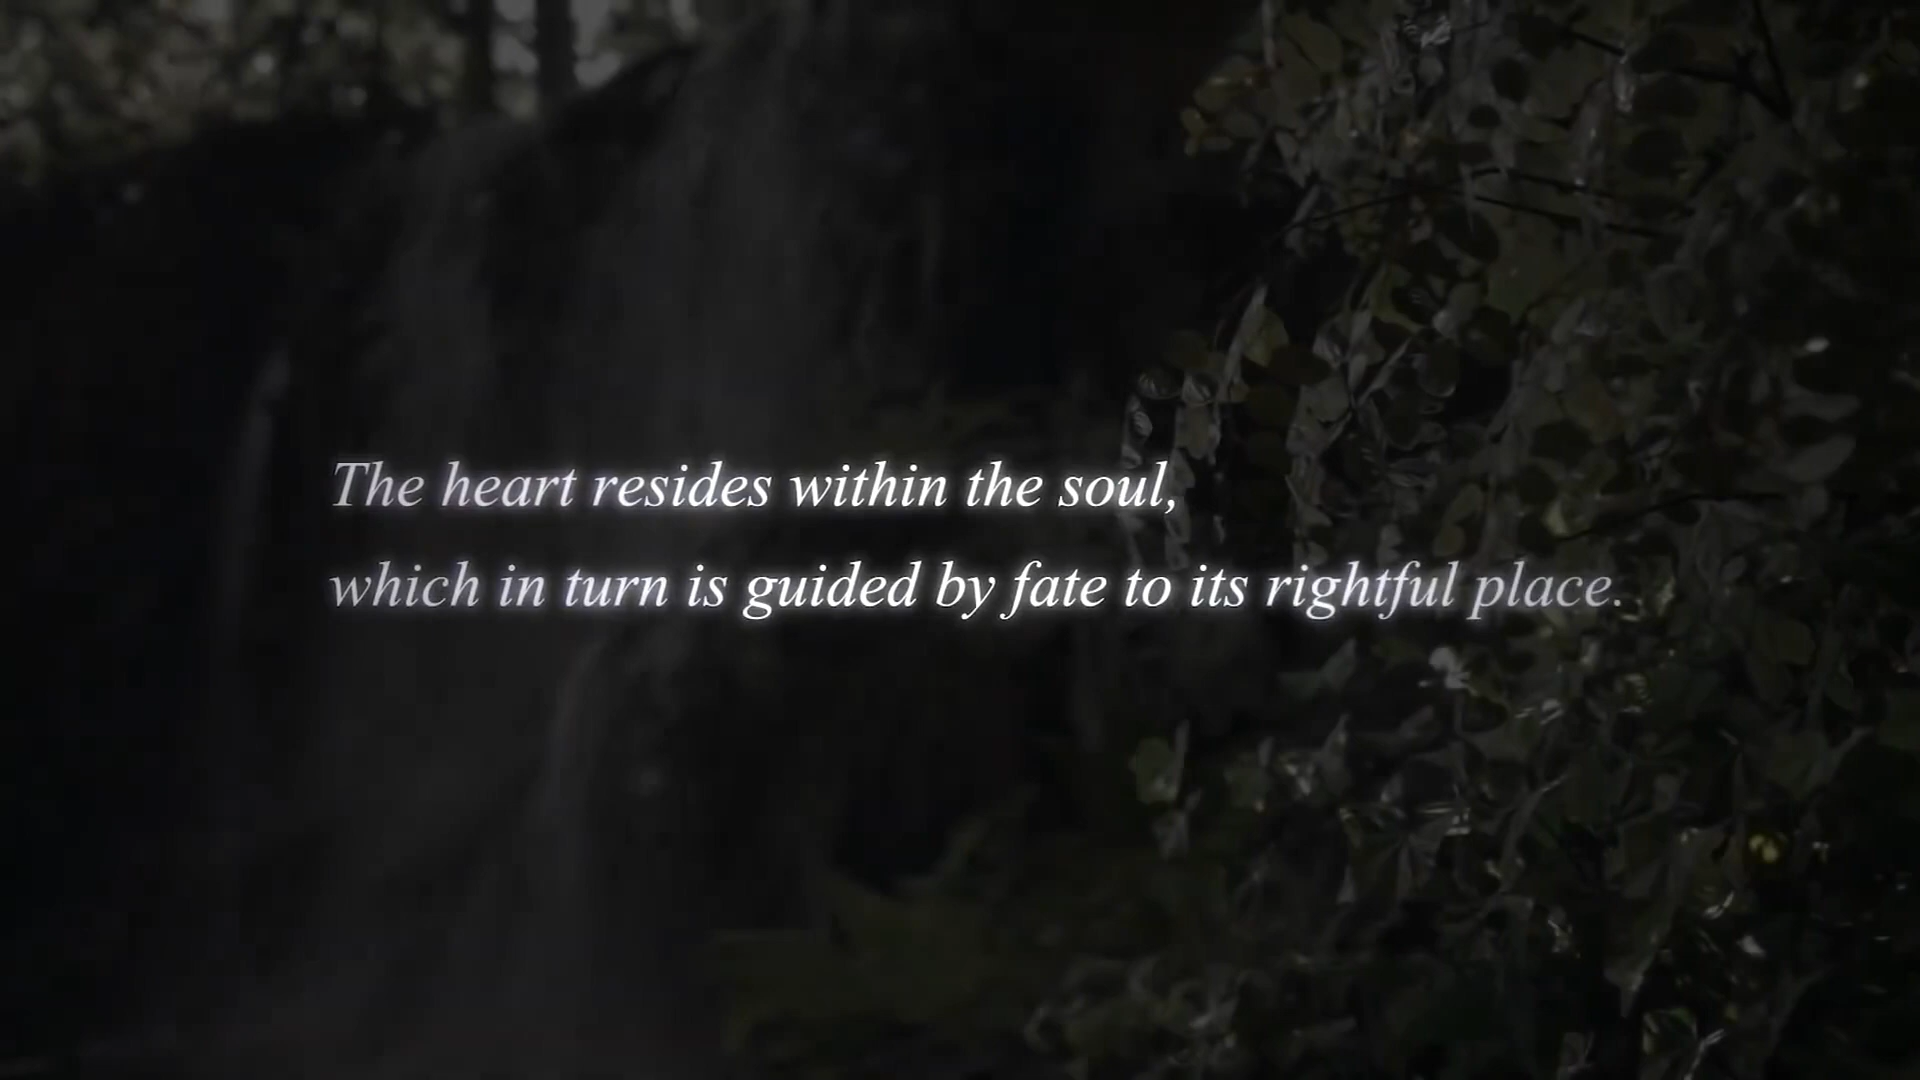 The heart resides within the soul,
which in turn is guided by fate to its rightful place.